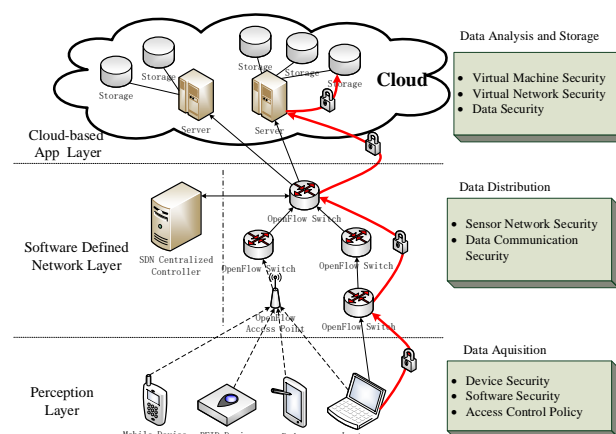 Data Analysis and Storage
Storage
Storage
Storage
Storage
Storage
Cloud
Server
Server
Cloud-based
App Layer
• Virtual Machine Security
• Virtual Network Security
• Data Security
Data Distribution
OpenFlow Switch
Software Defined
Network Layer
SDN Centralized
Controller
OpenFlow Switch
OpenFlow Switch
OpenFlow
Access Point
OpenFlow Switch
• Sensor Network Security
• Data Communication
Security
Data Aquisition
Perception
Layer
• Device Security
• Software Security
• Access Control Policy
Mobile Device